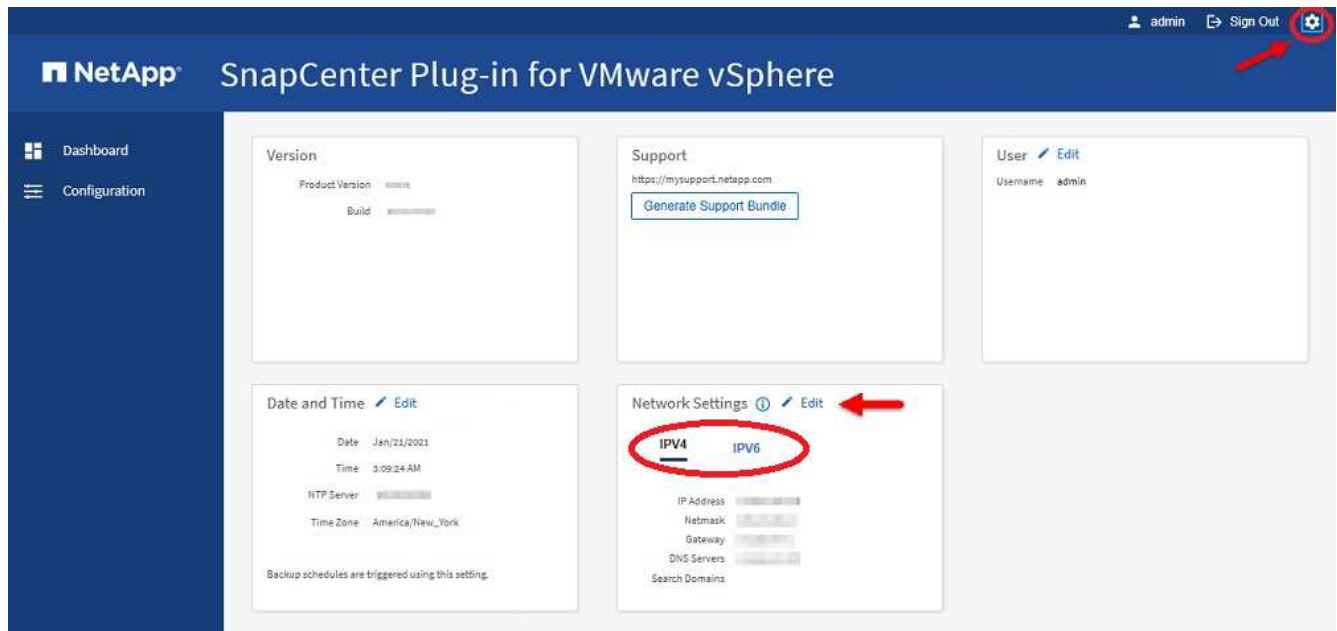 admin Sign Out
NetApp SnapCenter Plug-in for VMware vSphere
Dashboard
Configuration
Version
Product Version
Build
Support
https://mysupport.netapp.com
Generate Support Bundle
User Edit
Username admin
Date and Time Edit
Date Jan/21/2021
Time 3:09:24 AM
NTP Server
Time Zone America/New_York
Backup schedules are triggered using this setting.
Network Settings Edit
IPV4 IPV6
IP Address
Netmask
Gateway
DNS Servers
Search Domains